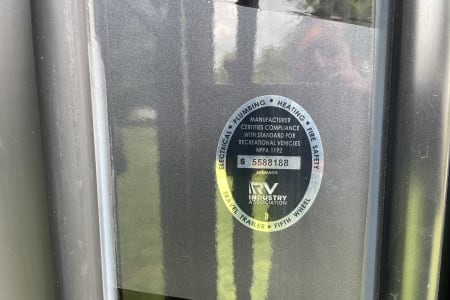 ELECTRICAL • PLUMBING • HEATING • FIRE SAFETY
MANUFACTURER
CERTIFIED COMPLIANCE
WITH STANDARD FOR
RECREATIONAL VEHICLES
NFPA 1192
S 5588188
RV
INDUSTRY
ASSOCIATION
TRAVEL TRAILER • FIFTH WHEEL